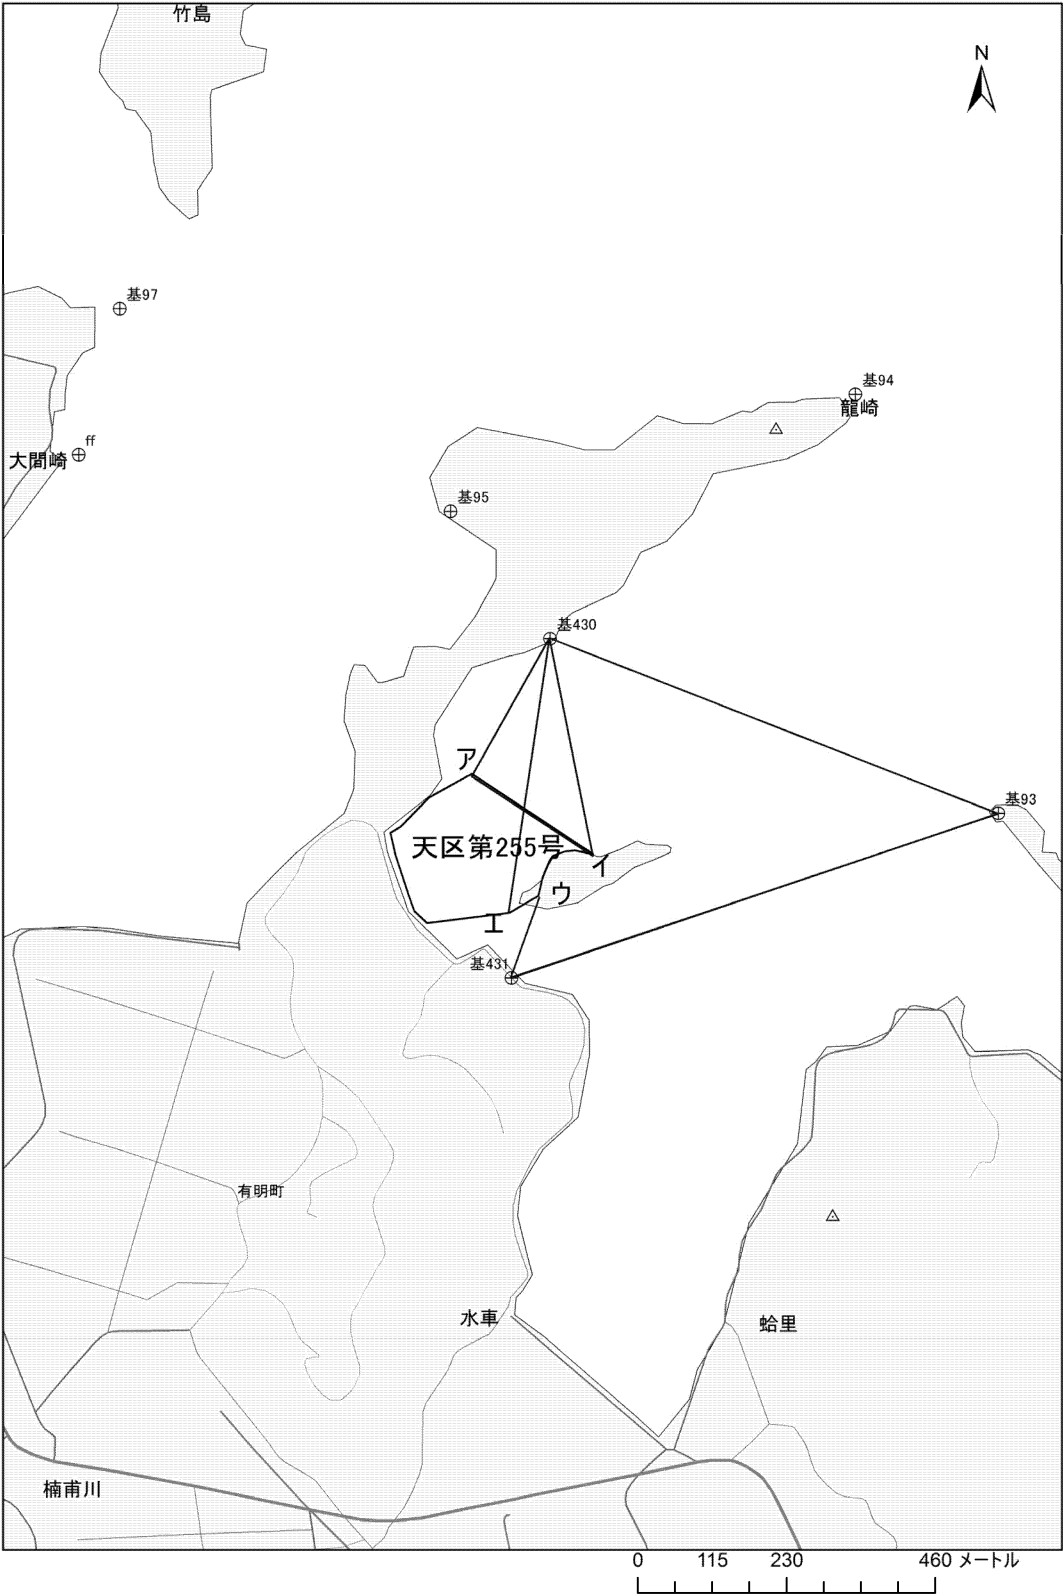 竹島
N
基97
基94
龍崎
ff
大間崎
基95
基430
ア
基93
天区第255号
イ
ウ
エ
基431
有明町
水車
蛤里
楠甫川
0 115 230 460 メートル